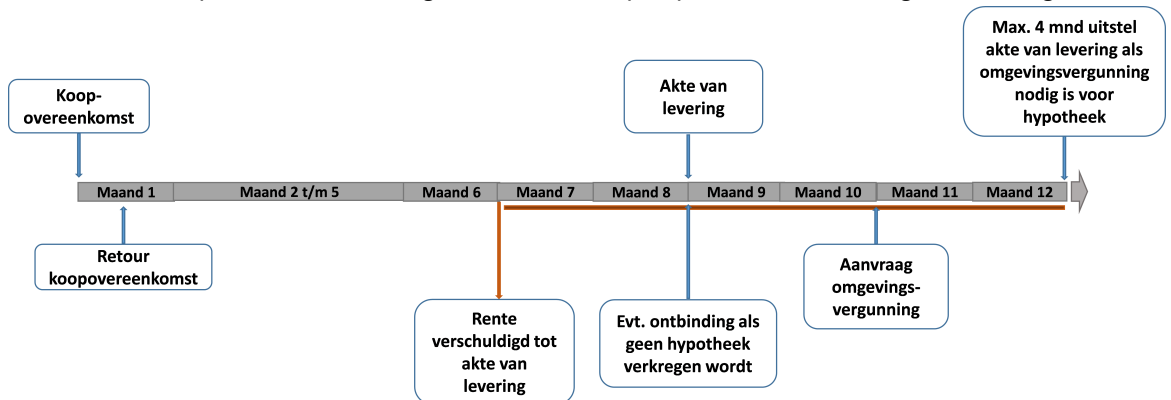 Max. 4 mnd uitstel
akte van levering als
omgevingsvergunning
nodig is voor
hypotheek
Akte van
levering
Koop-
overeenkomst
Maand 1
Maand 2 t/m 5
Maand 6
Maand 7
Maand 8
Maand 9
Maand 10
Maand 11
Maand 12
Retour
koopovereenkomst
Rente
verschuldigd tot
akte van
levering
Evt. ontbinding als
geen hypotheek
verkregen wordt
Aanvraag
omgevings-
vergunning